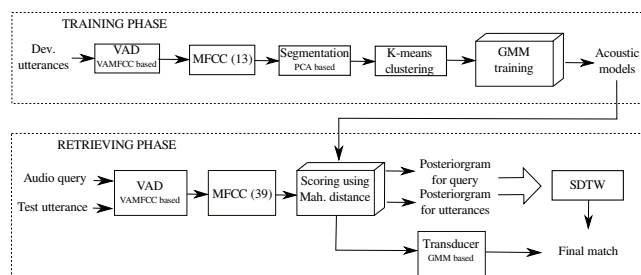 TRAINING PHASE
Dev.
utterances
VAD
VAMFCC based
MFCC (13)
Segmentation
PCA based
K-means
clustering
GMM
training
Acoustic
models
RETRIEVING PHASE
Audio query
Test utterance
VAD
VAMFCC based
MFCC (39)
Scoring using
Mah. distance
Posteriorgram
for query
Posteriorgram
for utterances
SDTW
Transducer
GMM based
Final match